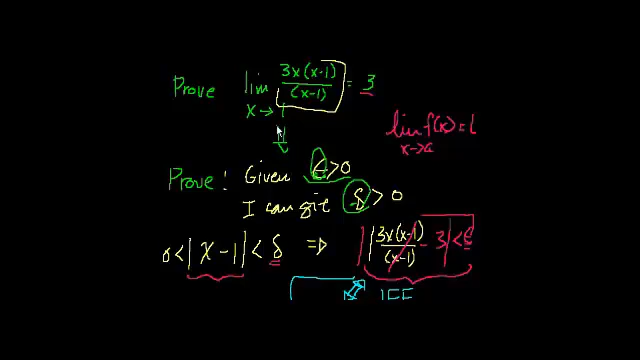 Prove lim x→1 3x(x-1)/(x-1) = 3
lim f(x) = L
x→a
Prove: Given ε>0
I can give δ>0
0<|x-1|<δ ⇒ |3x(x-1)/(x-1) - 3|<ε
IFF